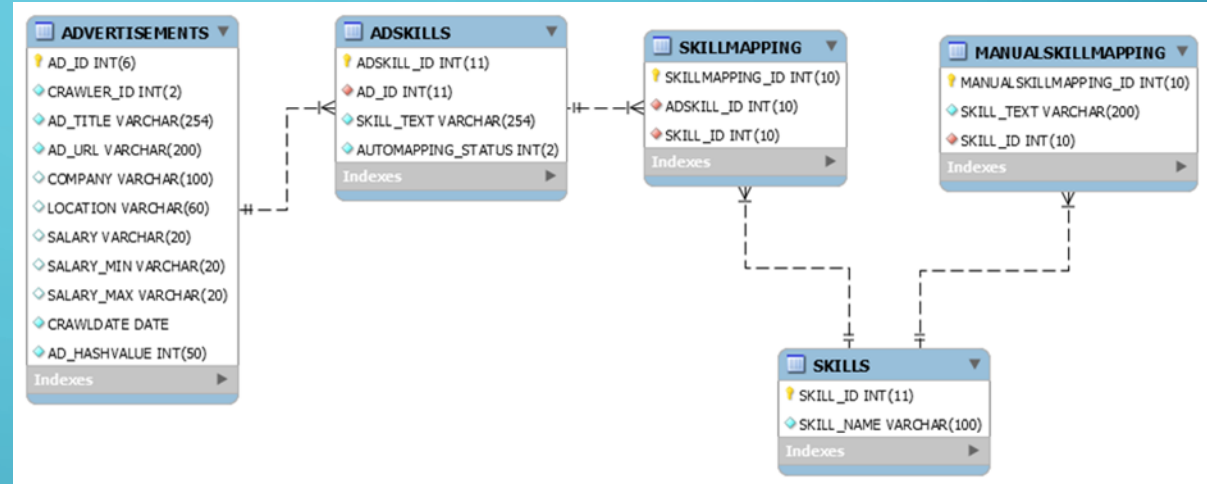 ADVERTISEMENTS
AD_ID INT(6)
CRAWLER_ID INT(2)
AD_TITLE VARCHAR(254)
AD_URL VARCHAR(200)
COMPANY VARCHAR(100)
LOCATION VARCHAR(60)
SALARY VARCHAR(20)
SALARY_MIN VARCHAR(20)
SALARY_MAX VARCHAR(20)
CRAWLDATE DATE
AD_HASHVALUE INT(50)
Indexes
ADSKILLS
ADSKILL_ID INT(11)
AD_ID INT(11)
SKILL_TEXT VARCHAR(254)
AUTOMAPPING_STATUS INT(2)
Indexes
SKILLMAPPING
SKILLMAPPING_ID INT(10)
ADSKILL_ID INT(10)
SKILL_ID INT(10)
Indexes
MANUALSKILLMAPPING
MANUALSKILLMAPPING_ID INT(10)
SKILL_TEXT VARCHAR(200)
SKILL_ID INT(10)
Indexes
SKILLS
SKILL_ID INT(11)
SKILL_NAME VARCHAR(100)
Indexes